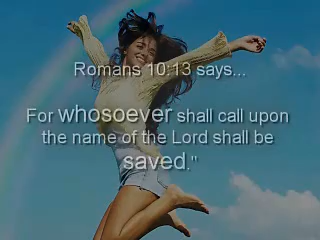 Romans 10:13 says...
For whosoever shall call upon
the name of the Lord shall be
saved."